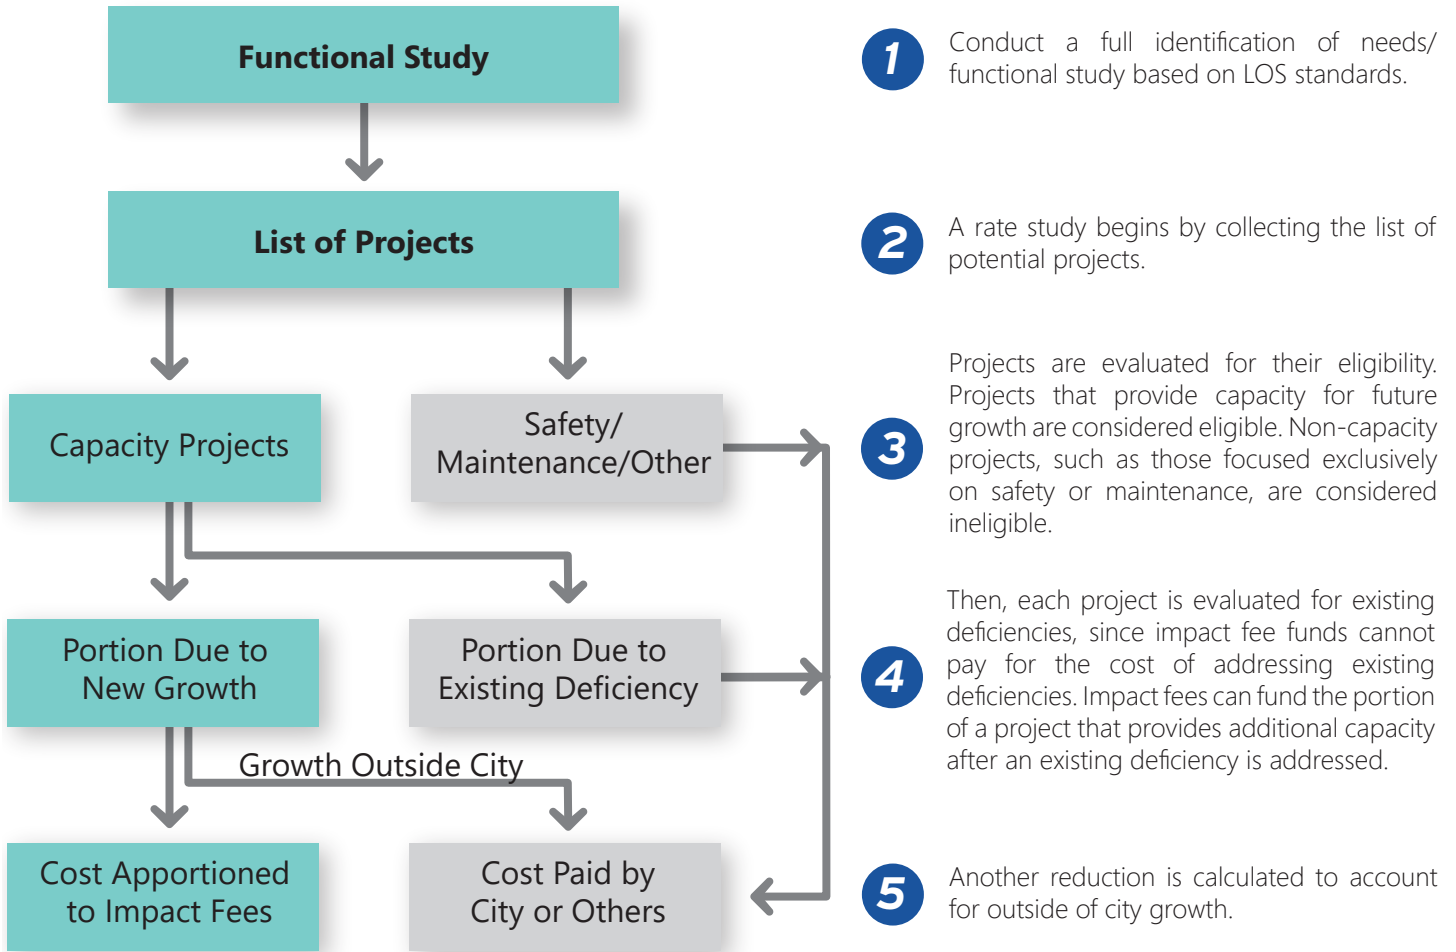 Functional Study
1
Conduct a full identification of needs/
functional study based on LOS standards.
List of Projects
2
A rate study begins by collecting the list of
potential projects.
Capacity Projects
Safety/
Maintenance/Other
3
Projects are evaluated for their eligibility.
Projects that provide capacity for future
growth are considered eligible. Non-capacity
projects, such as those focused exclusively
on safety or maintenance, are considered
ineligible.
Portion Due to
New Growth
Portion Due to
Existing Deficiency
4
Then, each project is evaluated for existing
deficiencies, since impact fee funds cannot
pay for the cost of addressing existing
deficiencies. Impact fees can fund the portion
of a project that provides additional capacity
after an existing deficiency is addressed.
Growth Outside City
Cost Apportioned
to Impact Fees
Cost Paid by
City or Others
5
Another reduction is calculated to account
for outside of city growth.